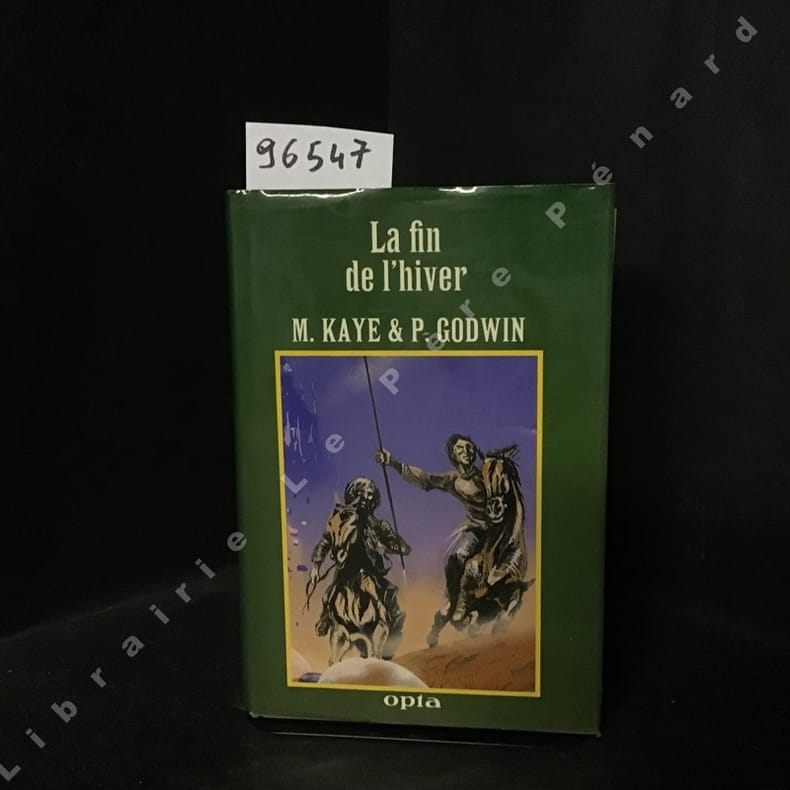 96547
La fin
de l'hiver
M. KAYE & P. GODWIN
opta
Librairie Le Père Pénard